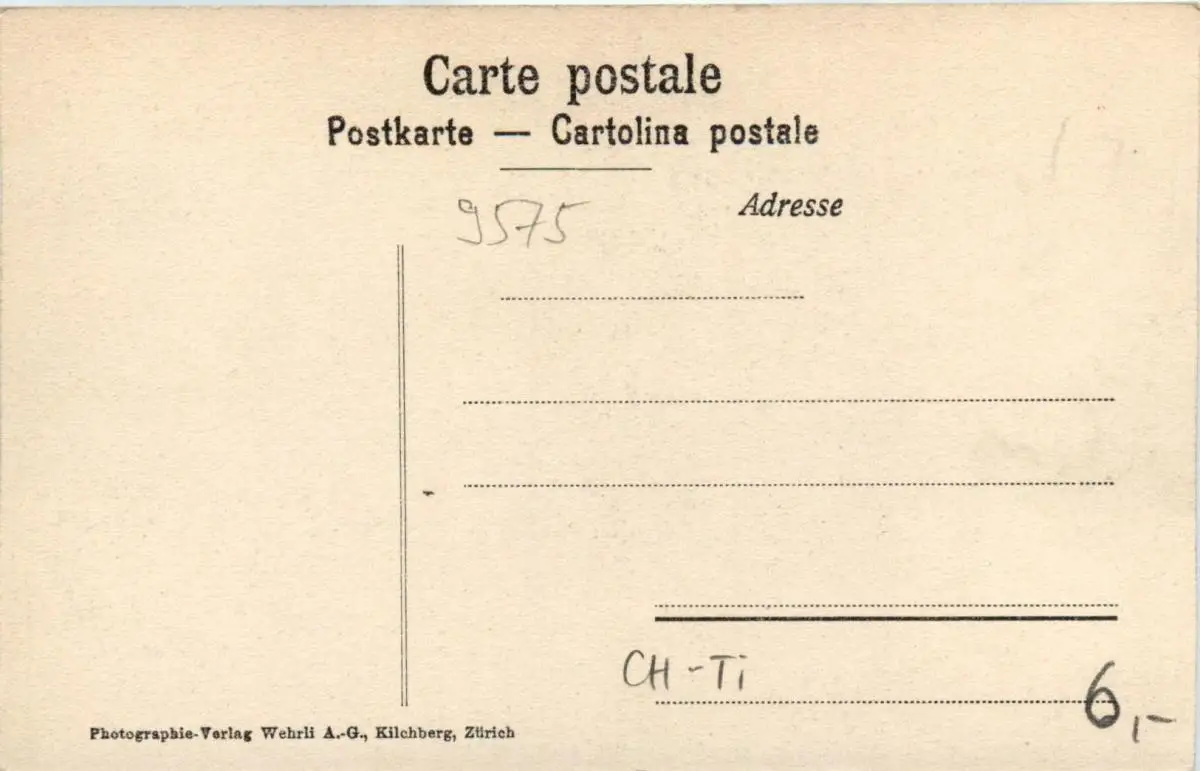 Carte postale
Postkarte — Cartolina postale
9575
Adresse
CH-Ti
6,-
Photographie-Verlag Wehrli A.-G., Kilchberg, Zürich